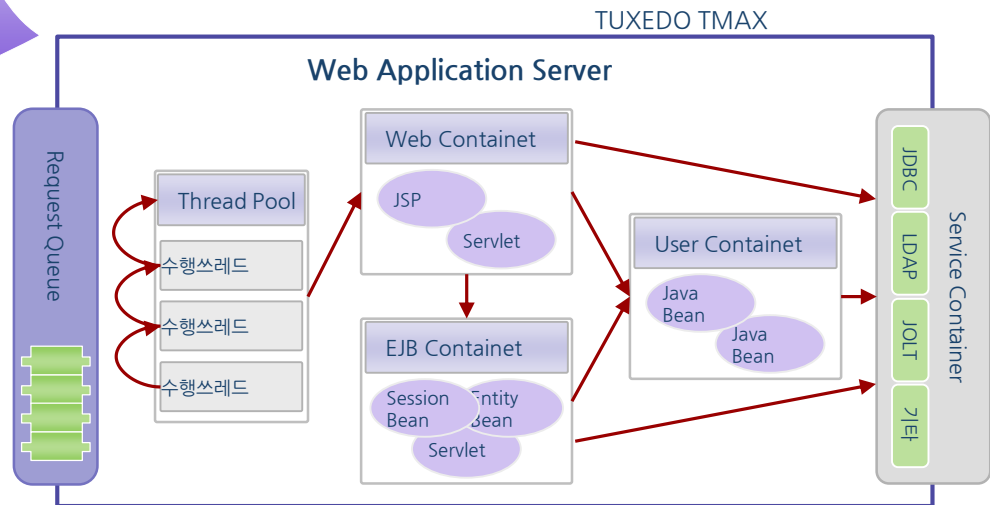 TUXEDO TMAX
Web Application Server
Request Queue
Thread Pool
수행쓰레드
수행쓰레드
수행쓰레드
Web Containet
JSP
Servlet
EJB Containet
Session
Bean
Entity
Bean
Servlet
User Containet
Java
Bean
Java
Bean
JDBC
LDAP
JOLT
기타
Service Container